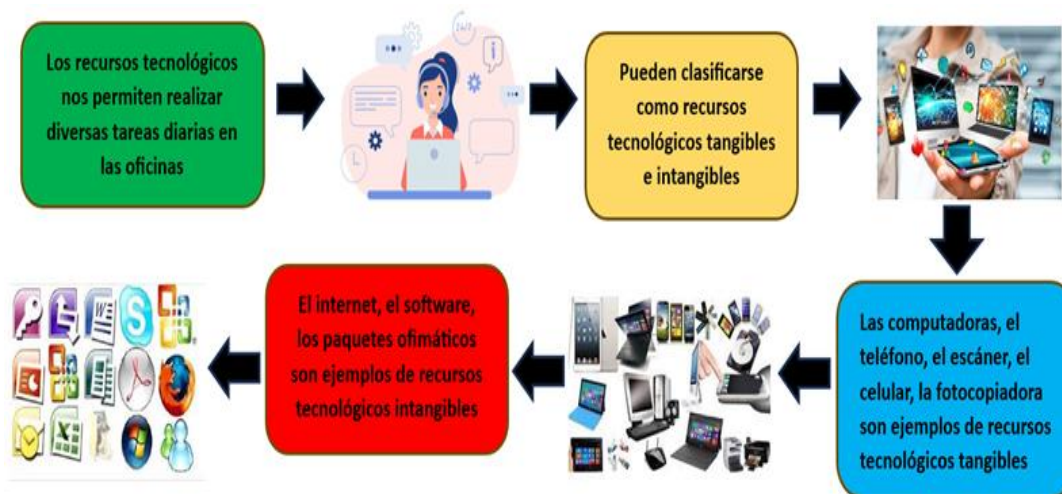 Los recursos tecnológicos
nos permiten realizar
diversas tareas diarias en
las oficinas
24/7
Pueden clasificarse
como recursos
tecnológicos tangibles
e intangibles
Las computadoras, el
teléfono, el escáner, el
celular, la fotocopiadora
son ejemplos de recursos
tecnológicos tangibles
El internet, el software,
los paquetes ofimáticos
son ejemplos de recursos
tecnológicos intangibles